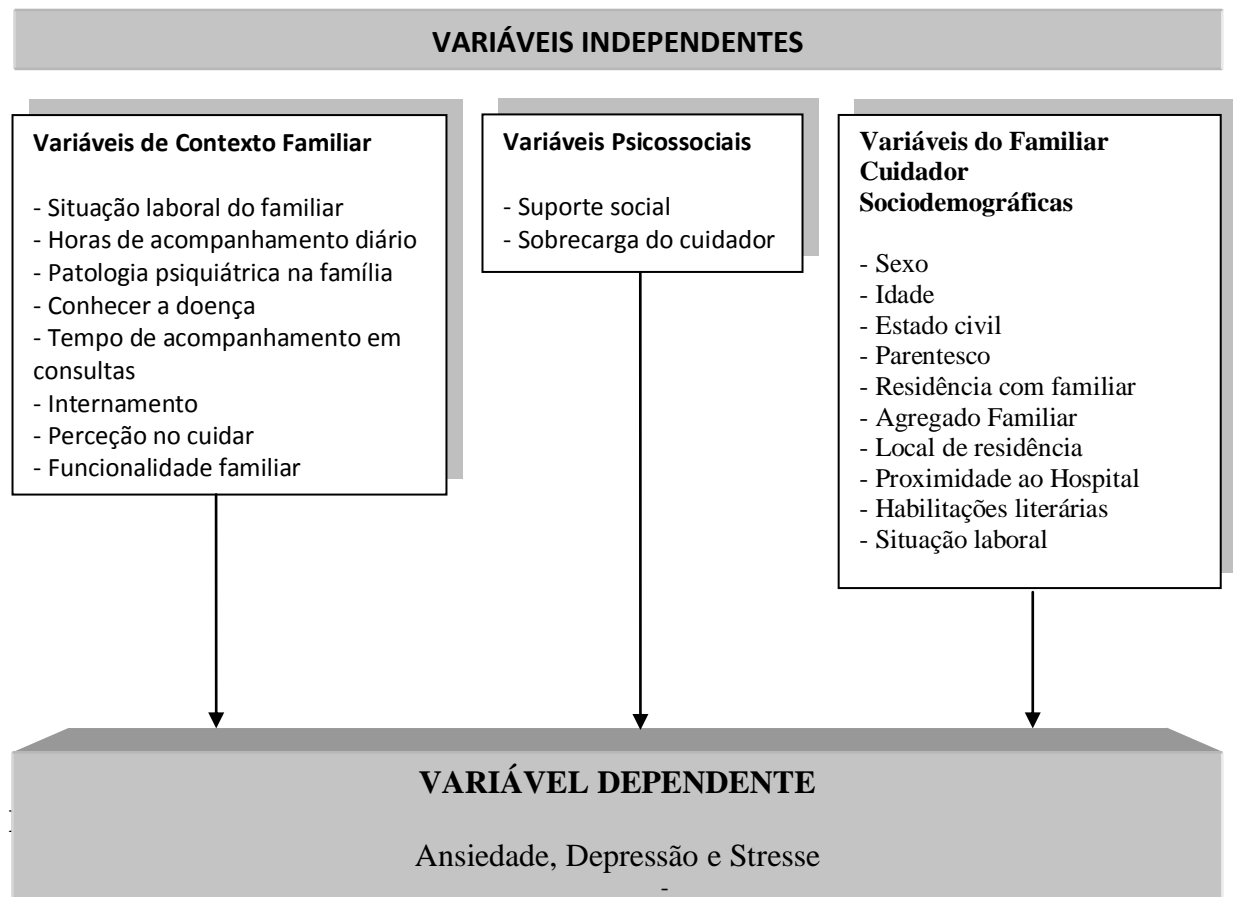 VARIÁVEIS INDEPENDENTES
Variáveis de Contexto Familiar
- Situação laboral do familiar
- Horas de acompanhamento diário
- Patologia psiquiátrica na família
- Conhecer a doença
- Tempo de acompanhamento em
consultas
- Internamento
- Perceção no cuidar
- Funcionalidade familiar
Variáveis Psicossociais
- Suporte social
- Sobrecarga do cuidador
Variáveis do Familiar
Cuidador
Sociodemográficas
- Sexo
- Idade
- Estado civil
- Parentesco
- Residência com familiar
- Agregado Familiar
- Local de residência
- Proximidade ao Hospital
- Habilitações literárias
- Situação laboral
VARIÁVEL DEPENDENTE
Ansiedade, Depressão e Stresse
-